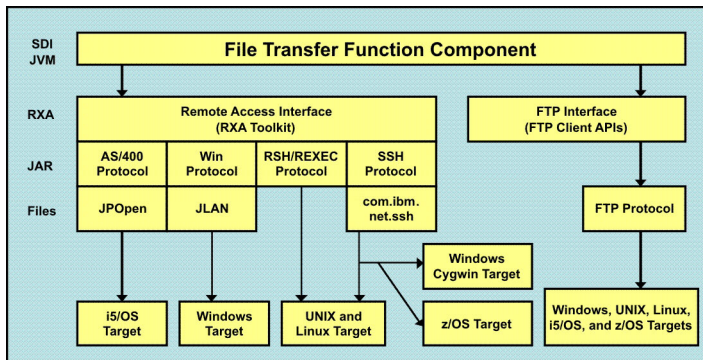 SDI
JVM
File Transfer Function Component
RXA
Remote Access Interface
(RXA Toolkit)
FTP Interface
(FTP Client APIs)
JAR
AS/400
Protocol
Win
Protocol
RSH/REXEC
Protocol
SSH
Protocol
Files
JPOpen
JLAN
com.ibm.
net.ssh
FTP Protocol
Windows
Cygwin Target
i5/OS
Target
Windows
Target
UNIX and
Linux Target
z/OS Target
Windows, UNIX, Linux,
i5/OS, and z/OS Targets